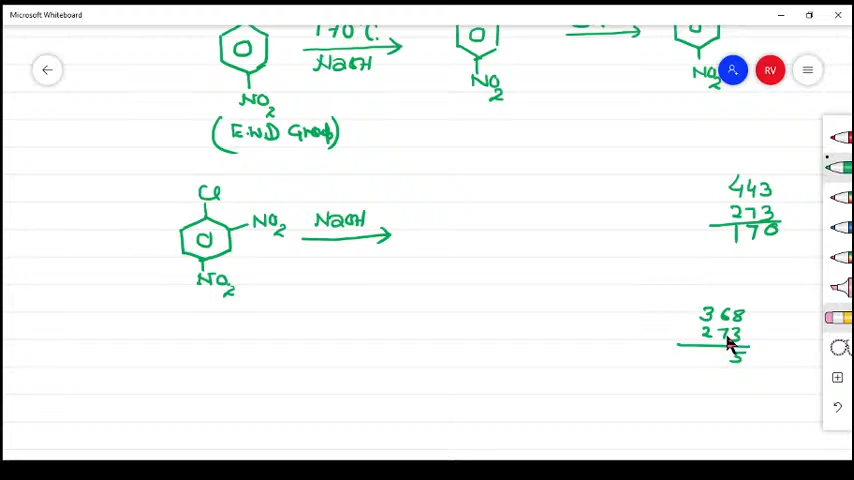 Microsoft Whiteboard
170°C
NaOH
NO2
NO2
NO2
RV
(E.W.D Group)
Cl
NO2
NaOH
NO2
443
273
170
368
273
5